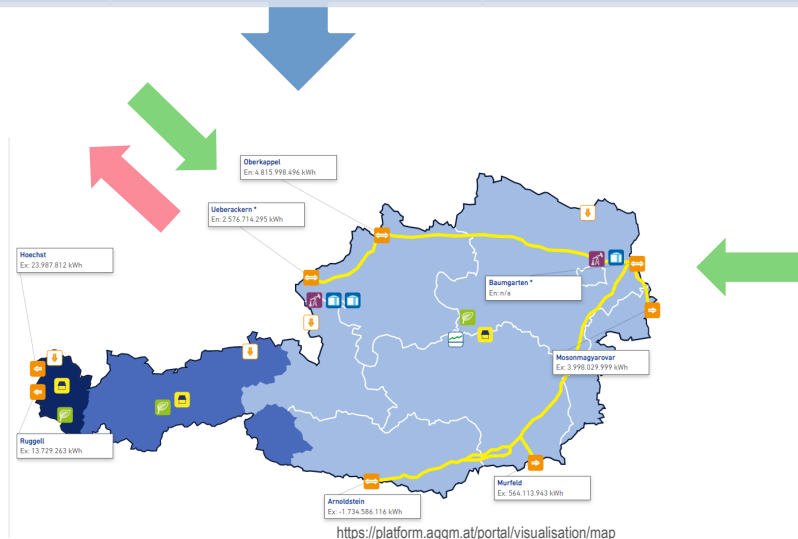 Oberkappel
En: 4.815.998.496 kWh
Ueberackern *
En: 2.576.714.295 kWh
Hoechst
Ex: 23.987.812 kWh
Baumgarten *
En: n/a
Mosonmagyarovar
Ex: 3.998.029.999 kWh
Ruggell
Ex: 13.729.263 kWh
Murfeld
Ex: 564.113.943 kWh
Arnoldstein
Ex: -1.734.586.116 kWh
https://platform.aggm.at/portal/visualisation/map